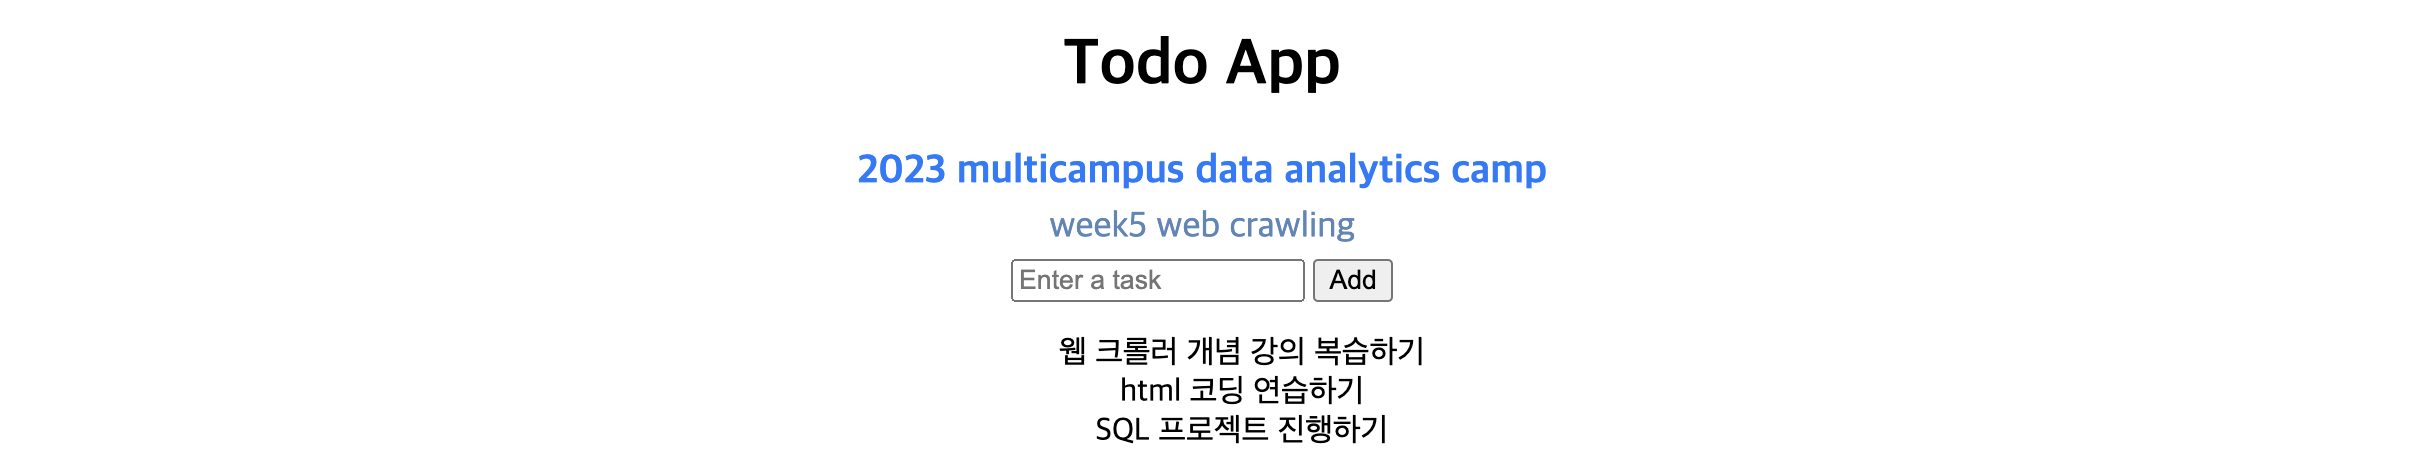 Todo App
2023 multicampus data analytics camp
week5 web crawling
Enter a task Add
웹 크롤러 개념 강의 복습하기
html 코딩 연습하기
SQL 프로젝트 진행하기